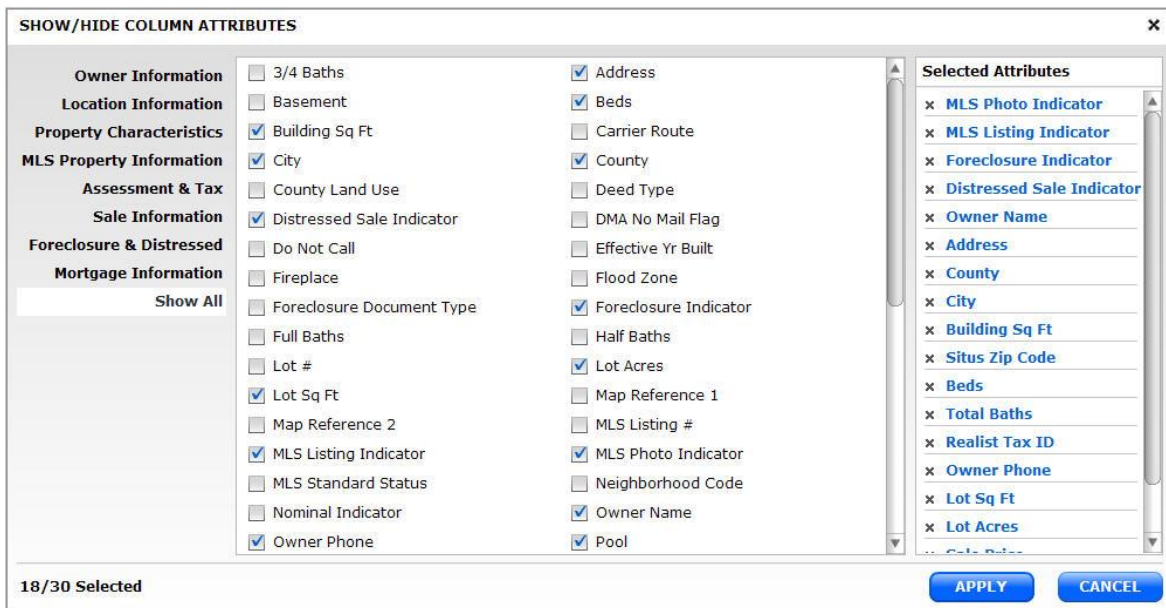 SHOW/HIDE COLUMN ATTRIBUTES
Owner Information
Location Information
Property Characteristics
MLS Property Information
Assessment & Tax
Sale Information
Foreclosure & Distressed
Mortgage Information
Show All
3/4 Baths
Address
Basement
Beds
Building Sq Ft
Carrier Route
City
County
County Land Use
Deed Type
Distressed Sale Indicator
DMA No Mail Flag
Do Not Call
Effective Yr Built
Fireplace
Flood Zone
Foreclosure Document Type
Foreclosure Indicator
Full Baths
Half Baths
Lot #
Lot Acres
Lot Sq Ft
Map Reference 1
Map Reference 2
MLS Listing #
MLS Listing Indicator
MLS Photo Indicator
MLS Standard Status
Neighborhood Code
Nominal Indicator
Owner Name
Owner Phone
Pool
Selected Attributes
MLS Photo Indicator
MLS Listing Indicator
Foreclosure Indicator
Distressed Sale Indicator
Owner Name
Address
County
City
Building Sq Ft
Situs Zip Code
Beds
Total Baths
Realist Tax ID
Owner Phone
Lot Sq Ft
Lot Acres
Sale Price
18/30 Selected
APPLY
CANCEL